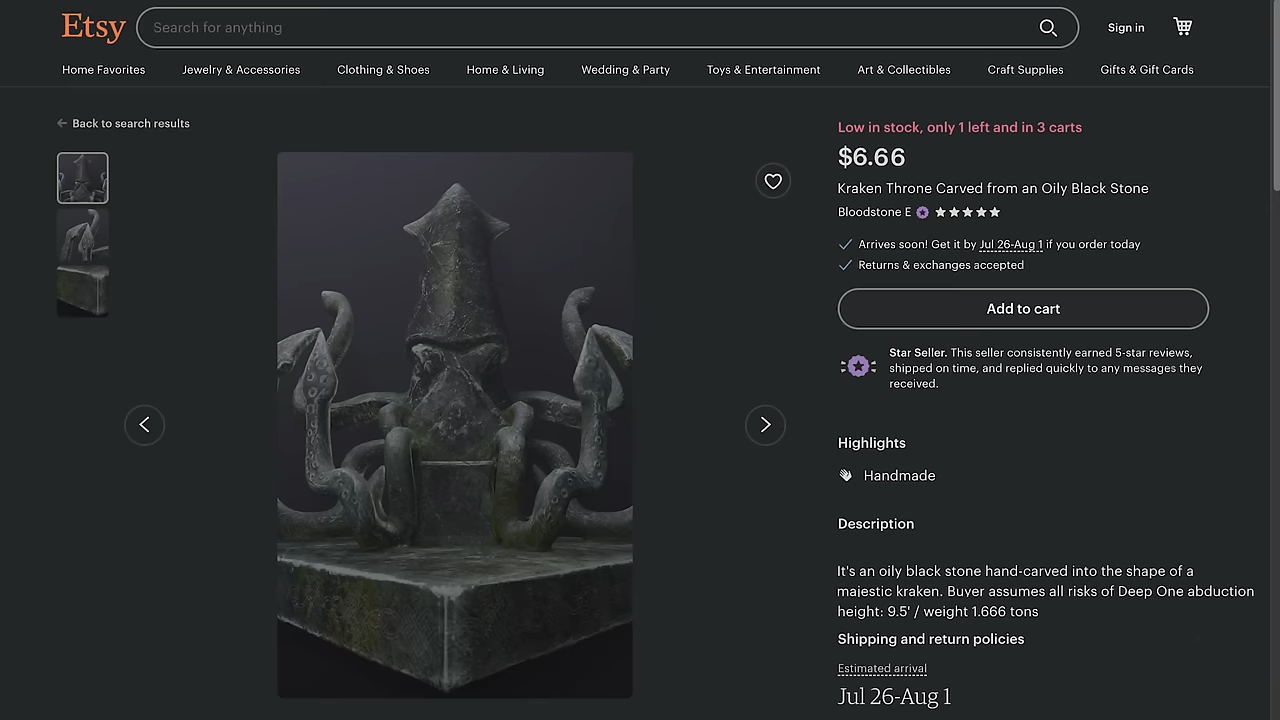 Etsy
Search for anything
Sign in
Home Favorites
Jewelry & Accessories
Clothing & Shoes
Home & Living
Wedding & Party
Toys & Entertainment
Art & Collectibles
Craft Supplies
Gifts & Gift Cards
Back to search results
Low in stock, only 1 left and in 3 carts
$6.66
Kraken Throne Carved from an Oily Black Stone
Bloodstone E
Arrives soon! Get it by Jul 26-Aug 1 if you order today
Returns & exchanges accepted
Add to cart
Star Seller. This seller consistently earned 5-star reviews,
shipped on time, and replied quickly to any messages they
received.
Highlights
Handmade
Description
It's an oily black stone hand-carved into the shape of a
majestic kraken. Buyer assumes all risks of Deep One abduction
height: 9.5' / weight 1.666 tons
Shipping and return policies
Estimated arrival
Jul 26-Aug 1